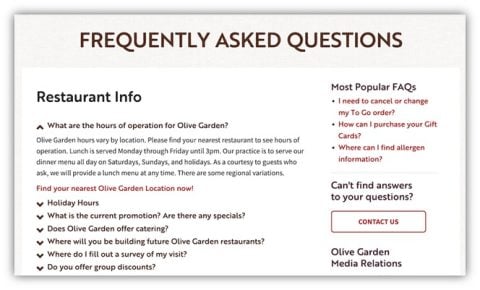 FREQUENTLY ASKED QUESTIONS
Restaurant Info
What are the hours of operation for Olive Garden?
Olive Garden hours vary by location. Please find your nearest restaurant to see hours of
operation. Lunch is served Monday through Friday until 3pm. Our practice is to serve our
dinner menu all day on Saturdays, Sundays, and holidays. As a courtesy to guests who
ask, we will provide a lunch menu at any time. There are some regional variations.
Find your nearest Olive Garden Location now!
Holiday Hours
What is the current promotion? Are there any specials?
Does Olive Garden offer catering?
Where will you be building future Olive Garden restaurants?
Where do I fill out a survey of my visit?
Do you offer group discounts?
Most Popular FAQs
• I need to cancel or change
my To Go order?
• How can I purchase your Gift
Cards?
• Where can I find allergen
information?
Can't find answers
to your questions?
CONTACT US
Olive Garden
Media Relations